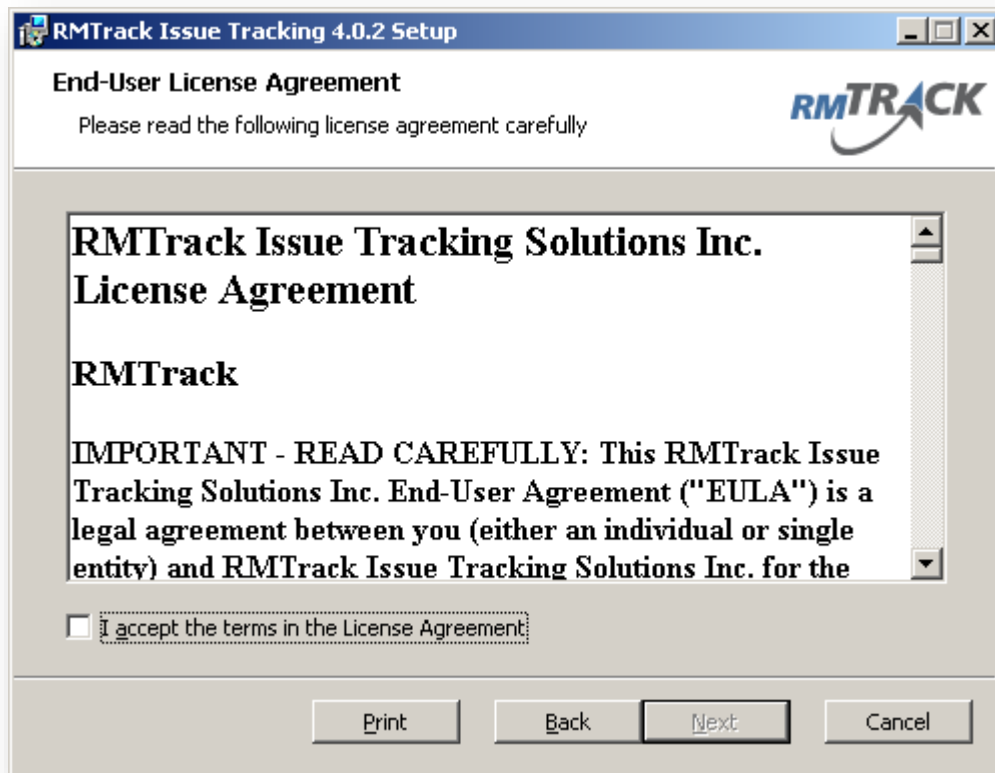 RMTrack Issue Tracking 4.0.2 Setup
End-User License Agreement
Please read the following license agreement carefully
RMTRACK
RMTrack Issue Tracking Solutions Inc.
License Agreement
RMTrack
IMPORTANT - READ CAREFULLY: This RMTrack Issue
Tracking Solutions Inc. End-User Agreement ("EULA") is a
legal agreement between you (either an individual or single
entity) and RMTrack Issue Tracking Solutions Inc. for the
I accept the terms in the License Agreement
Print
Back
Next
Cancel